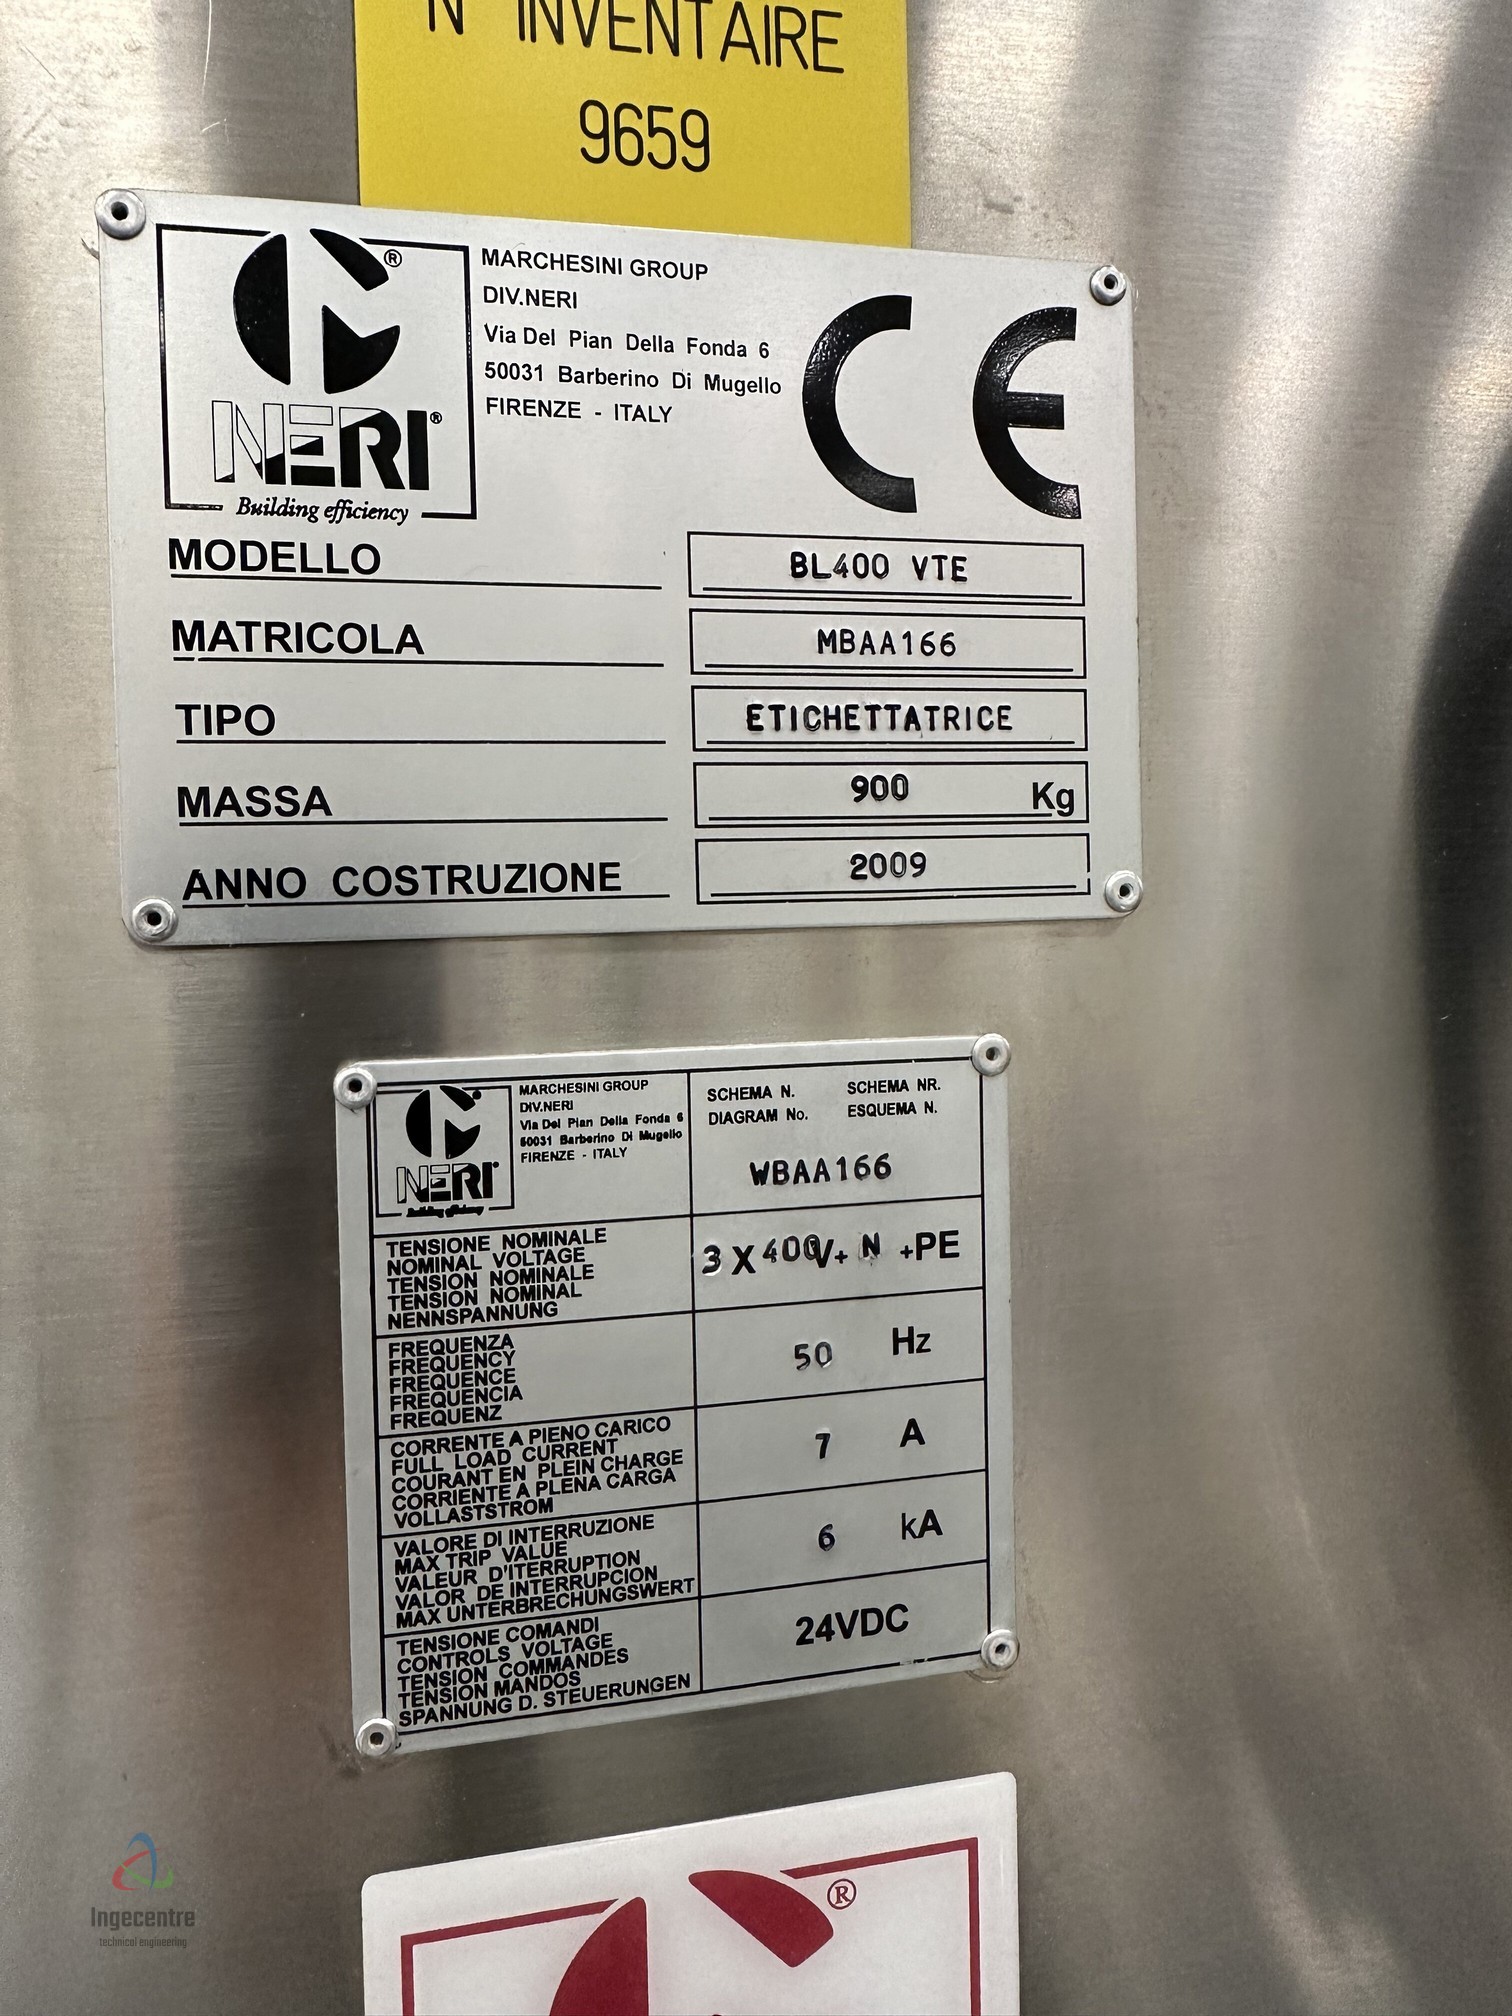 N° INVENTAIRE
9659
®
NERI®
Building efficiency
MARCHESINI GROUP
DIV.NERI
Via Del Pian Della Fonda 6
50031 Barberino Di Mugello
FIRENZE - ITALY
CE
MODELLO BL400 VTE
MATRICOLA MBAA166
TIPO ETICHETTATRICE
MASSA 900 Kg
ANNO COSTRUZIONE 2009
NERI
Building efficiency
MARCHESINI GROUP
DIV.NERI
Via Del Pian Della Fonda 6
50031 Barberino Di Mugello
FIRENZE - ITALY
SCHEMA N. SCHEMA NR.
DIAGRAM No. ESQUEMA N.
WBAA166
TENSIONE NOMINALE
NOMINAL VOLTAGE
TENSION NOMINALE
TENSION NOMINAL
NENNSPANNUNG
3 X 400V+ N +PE
FREQUENZA
FREQUENCY
FREQUENCE
FREQUENCIA
FREQUENZ
50 Hz
CORRENTE A PIENO CARICO
FULL LOAD CURRENT
COURANT EN PLEIN CHARGE
CORRIENTE A PLENA CARGA
VOLLASTSTROM
7 A
VALORE DI INTERRUZIONE
MAX TRIP VALUE
VALEUR D'ITERRUPTION
VALOR DE INTERRUPCION
MAX UNTERBRECHUNGSWERT
6 kA
TENSIONE COMANDI
CONTROLS VOLTAGE
TENSION COMMANDES
TENSION MANDOS
SPANNUNG D. STEUERUNGEN
24VDC
®
Ingecentre
technical engineering